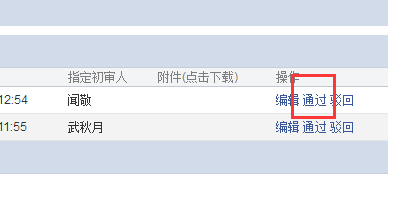 指定初审人 附件(点击下载) 操作
12:54 闻敬 编辑 通过 驳回
11:55 武秋月 编辑 通过 驳回